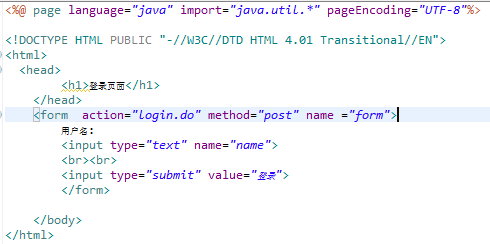 <%@ page language="java" import="java.util.*" pageEncoding="UTF-8"%>
<!DOCTYPE HTML PUBLIC "-//W3C//DTD HTML 4.01 Transitional//EN">
<html>
<head>
<h1>登录页面</h1>
</head>
<form  action="login.do" method="post" name ="form">
用户名:
<input type="text" name="name">
<br><br>
<input type="submit" value="登录">
</form>
</body>
</html>